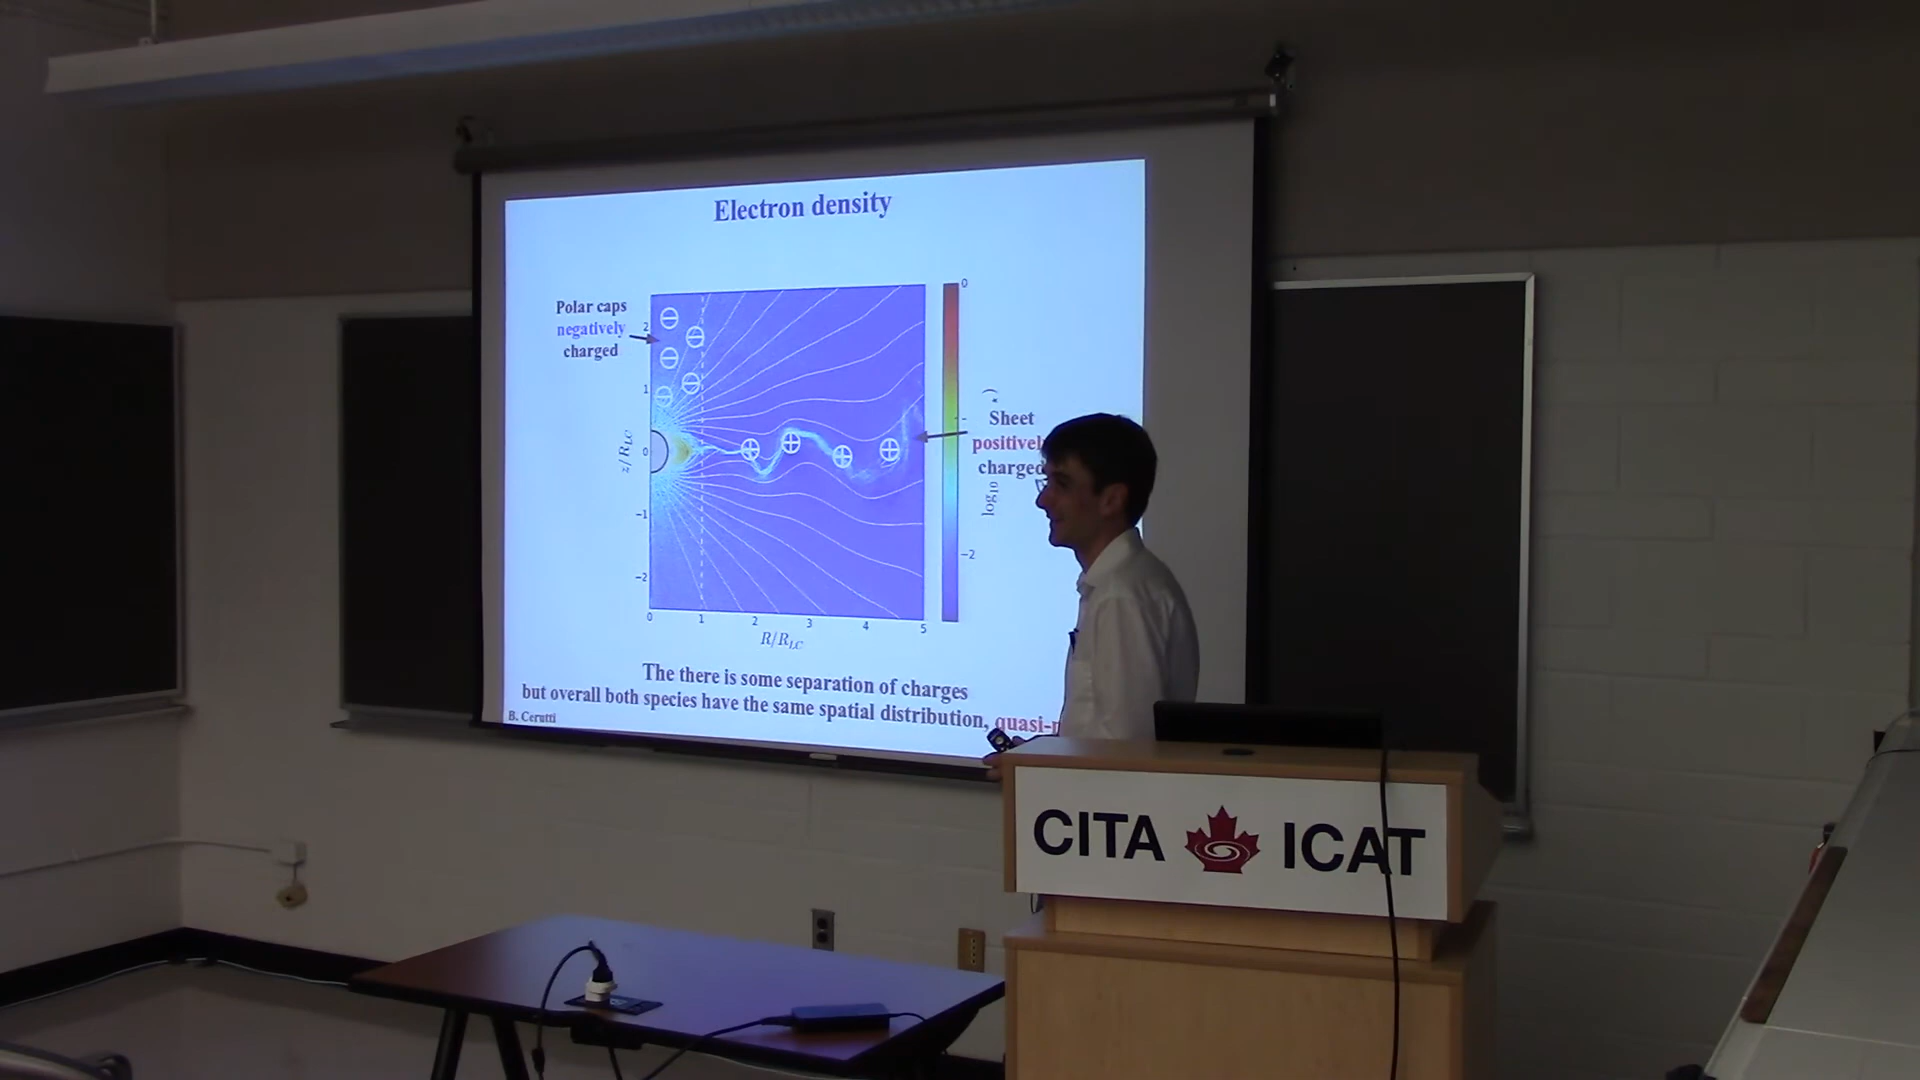 Electron density
Polar caps
negatively
charged
2
1
0
−1
−2
z/R_LC
0
1
2
3
4
5
R/R_LC
0
−2
log₁₀
Sheet
charged
The there is some separation of charges
but overall both species have the same spatial distribution,
B. Cerutti
CITA ICAT